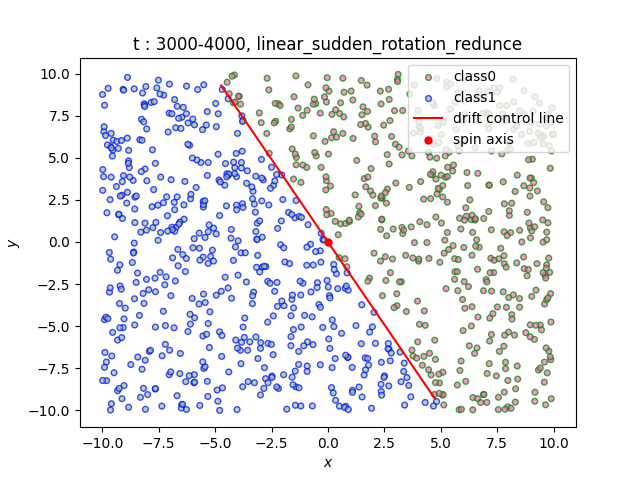 t : 3000-4000, linear_sudden_rotation_redunce
class0
class1
drift control line
spin axis
10.0
7.5
5.0
2.5
0.0
−2.5
−5.0
−7.5
−10.0
y
−10.0 −7.5 −5.0 −2.5 0.0 2.5 5.0 7.5 10.0
x